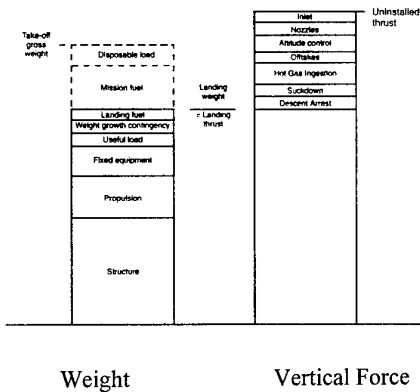 Take-off
gross
weight
Disposable load
Mission fuel
Landing fuel
Weight growth contingency
Useful load
Fixed equipment
Propulsion
Structure
Landing
weight
= Landing
thrust
Uninstalled
thrust
Inlet
Nozzles
Attitude control
Offtakes
Hot Gas Ingestion
Suckdown
Descent Arrest
Weight
Vertical Force